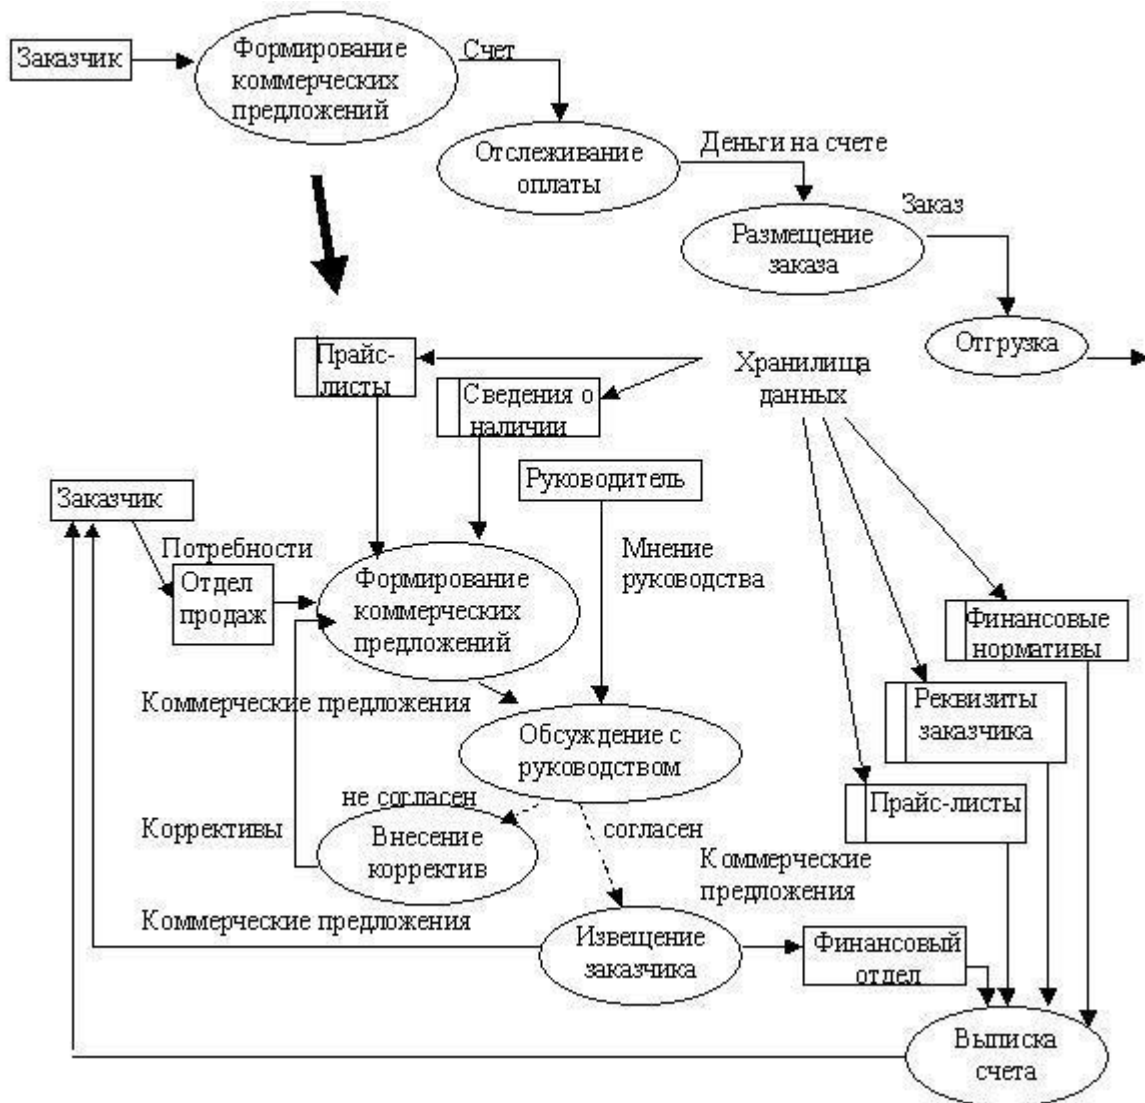 Заказчик
Формирование
коммерческих
предложений
Счет
Отслеживание
оплаты
Деньги на счете
Размещение
заказа
Заказ
Отгрузка
Прайс-
листы
Сведения о
наличии
Хранилища
данных
Руководитель
Заказчик
Потребности
Отдел
продаж
Формирование
коммерческих
предложений
Мнение
руководства
Финансовые
нормативы
Коммерческие предложения
Реквизиты
заказчика
Обсуждение с
руководством
Прайс-листы
не согласен
согласен
Коррективы
Внесение
корректив
Коммерческие
предложения
Коммерческие предложения
Извещение
заказчика
Финансовый
отдел
Выписка
счета